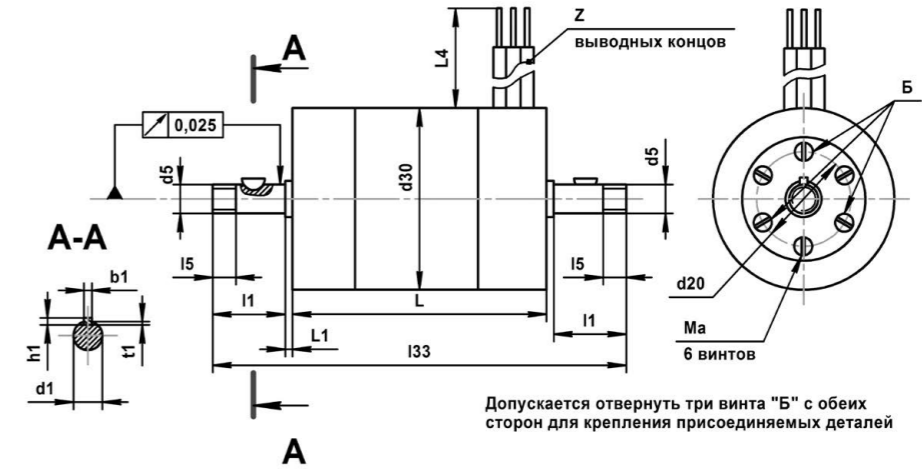 А
Z
выводных концов
L4
Б
0,025
d5
d30
d5
А-А
l5
b1
l5
d20
l1
L
l1
L1
Ma
6 винтов
h1
t1
l33
d1
Допускается отвернуть три винта "Б" с обеих
сторон для крепления присоединяемых деталей
А